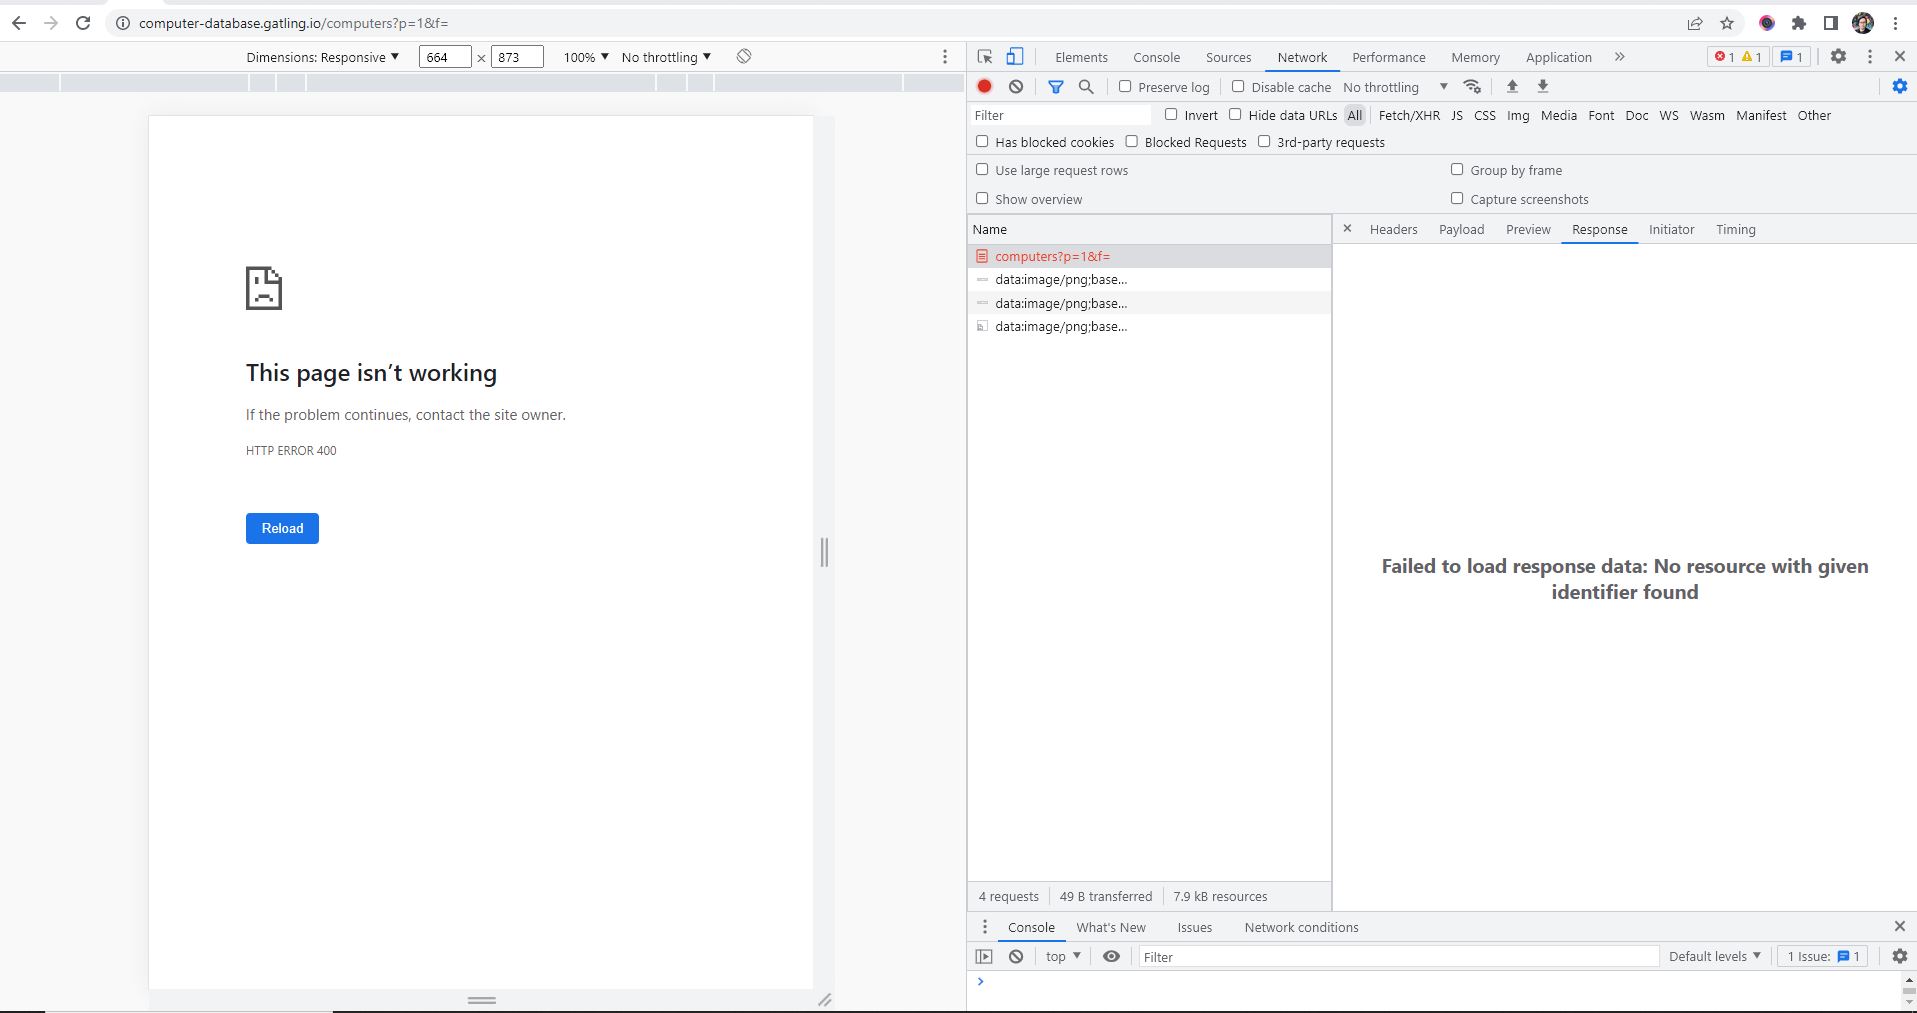 computer-database.gatling.io/computers?p=1&f=
Dimensions: Responsive ▼ 664 × 873 100% ▼ No throttling ▼
Elements Console Sources Network Performance Memory Application » 1 1 1
Preserve log Disable cache No throttling ▼
Filter Invert Hide data URLs All Fetch/XHR JS CSS Img Media Font Doc WS Wasm Manifest Other
Has blocked cookies Blocked Requests 3rd-party requests
Use large request rows Group by frame
Show overview Capture screenshots
Name × Headers Payload Preview Response Initiator Timing
computers?p=1&f=
data:image/png;base...
data:image/png;base...
data:image/png;base...
This page isn’t working
If the problem continues, contact the site owner.
HTTP ERROR 400
Reload
Failed to load response data: No resource with given
identifier found
4 requests 49 B transferred 7.9 kB resources
Console What's New Issues Network conditions
top ▼ Filter Default levels ▼ 1 Issue: 1